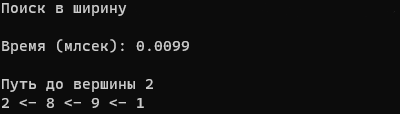 Поиск в ширину
Время (млсек): 0.0099
Путь до вершины 2
2 <- 8 <- 9 <- 1